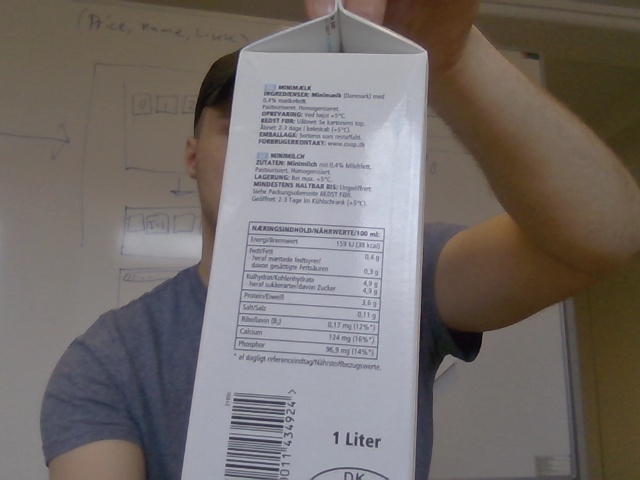 (Price, Name,
MINIMÆLK
INGREDIENSER: Minimælk (Danmark) med
0,4% mælkefedt.
Pasteuriseret. Homogeniseret.
OPBEVARING: Ved højst +5°C.
BEDST FØR: Uåbnet: Se kartonens top.
Åbnet: 2-3 dage i køleskab (+5°C).
EMBALLAGE: Sorteres som restaffald.
FORBRUGERKONTAKT: www.coop.dk
MINIMILCH
ZUTATEN: Minimilch mit 0,4% Milchfett.
Pasteurisiert. Homogenisiert.
LAGERUNG: Bei max. +5°C.
MINDESTENS HALTBAR BIS: Ungeöffnet:
Siehe Packungsoberseite BEDST FØR.
Geöffnet: 2-3 Tage im Kühlschrank (+5°C).
NÆRINGSINDHOLD/NÄHRWERTE/100 ml:
Energi/Brennwert 159 kJ (38 kcal)
Fedt/Fett 0,4 g
heraf mættede fedtsyrer/
davon gesättigte Fettsäuren 0,3 g
Kulhydrat/Kohlenhydrate 4,9 g
heraf sukkerarter/davon Zucker 4,9 g
Protein/Eiweiß 3,6 g
Salt/Salz 0,11 g
Riboflavin (B2) 0,17 mg (12%*)
Calcium 124 mg (16%*)
Phosphor 96,9 mg (14%*)
* af dagligt referenceindtag/Nährstoffbezugswerte.
011 434924 >
1 Liter
DK